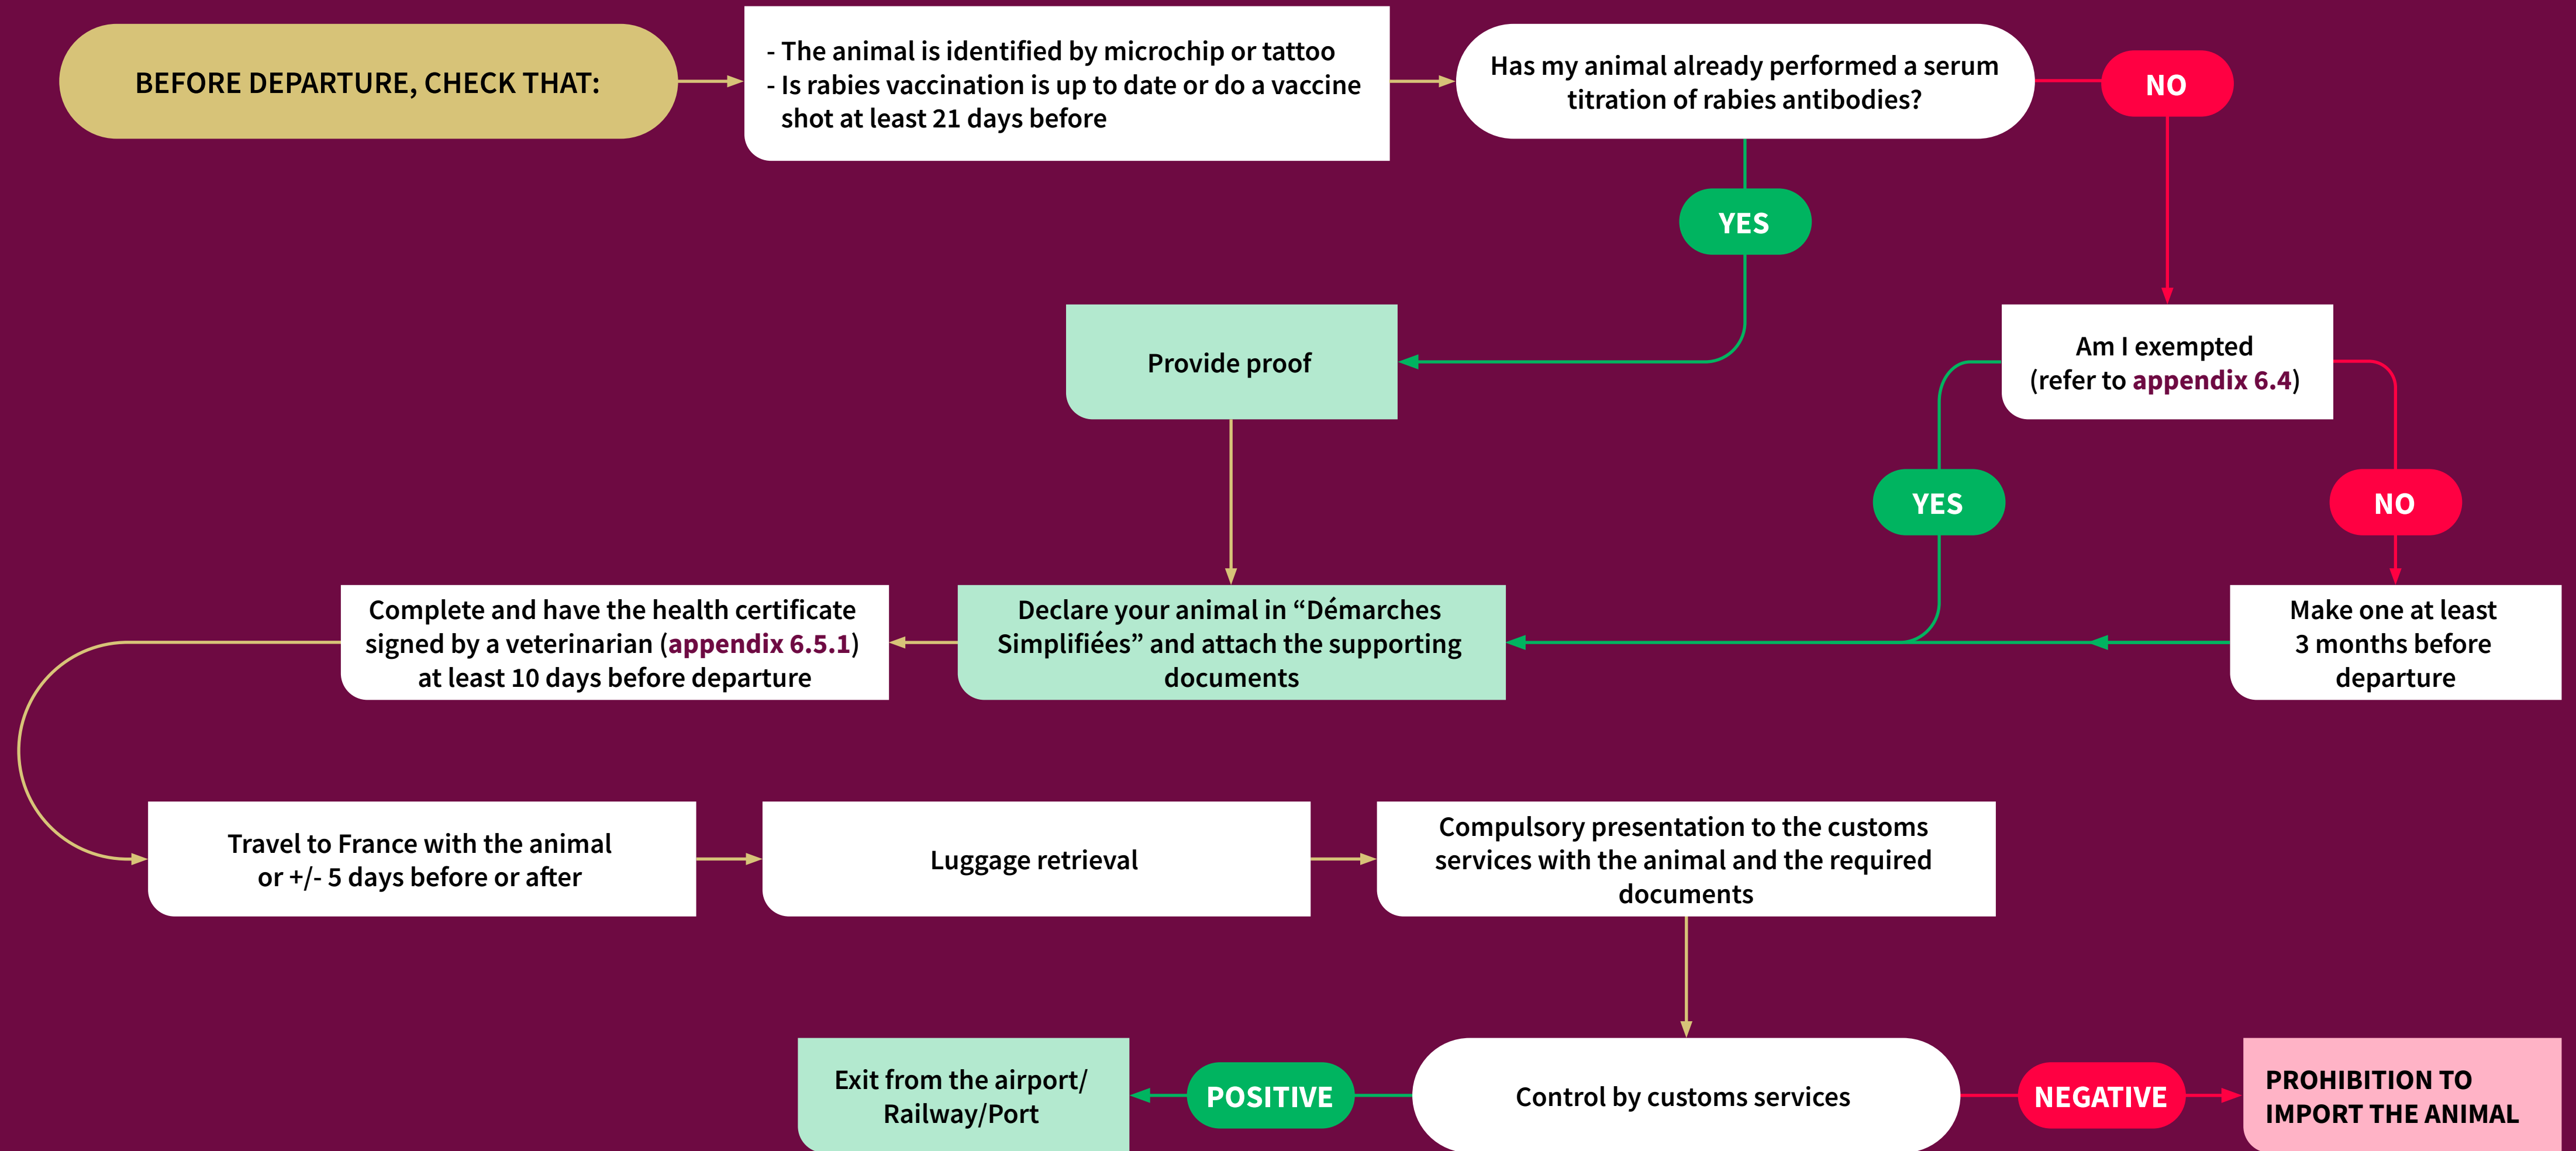 BEFORE DEPARTURE, CHECK THAT:
- The animal is identified by microchip or tattoo
- Is rabies vaccination is up to date or do a vaccine
shot at least 21 days before
Has my animal already performed a serum
titration of rabies antibodies?
NO
YES
Provide proof
Am I exempted
(refer to appendix 6.4)
YES
NO
Complete and have the health certificate
signed by a veterinarian (appendix 6.5.1)
at least 10 days before departure
Declare your animal in “Démarches
Simplifiées” and attach the supporting
documents
Make one at least
3 months before
departure
Travel to France with the animal
or +/- 5 days before or after
Luggage retrieval
Compulsory presentation to the customs
services with the animal and the required
documents
Exit from the airport/
Railway/Port
POSITIVE
Control by customs services
NEGATIVE
PROHIBITION TO
IMPORT THE ANIMAL